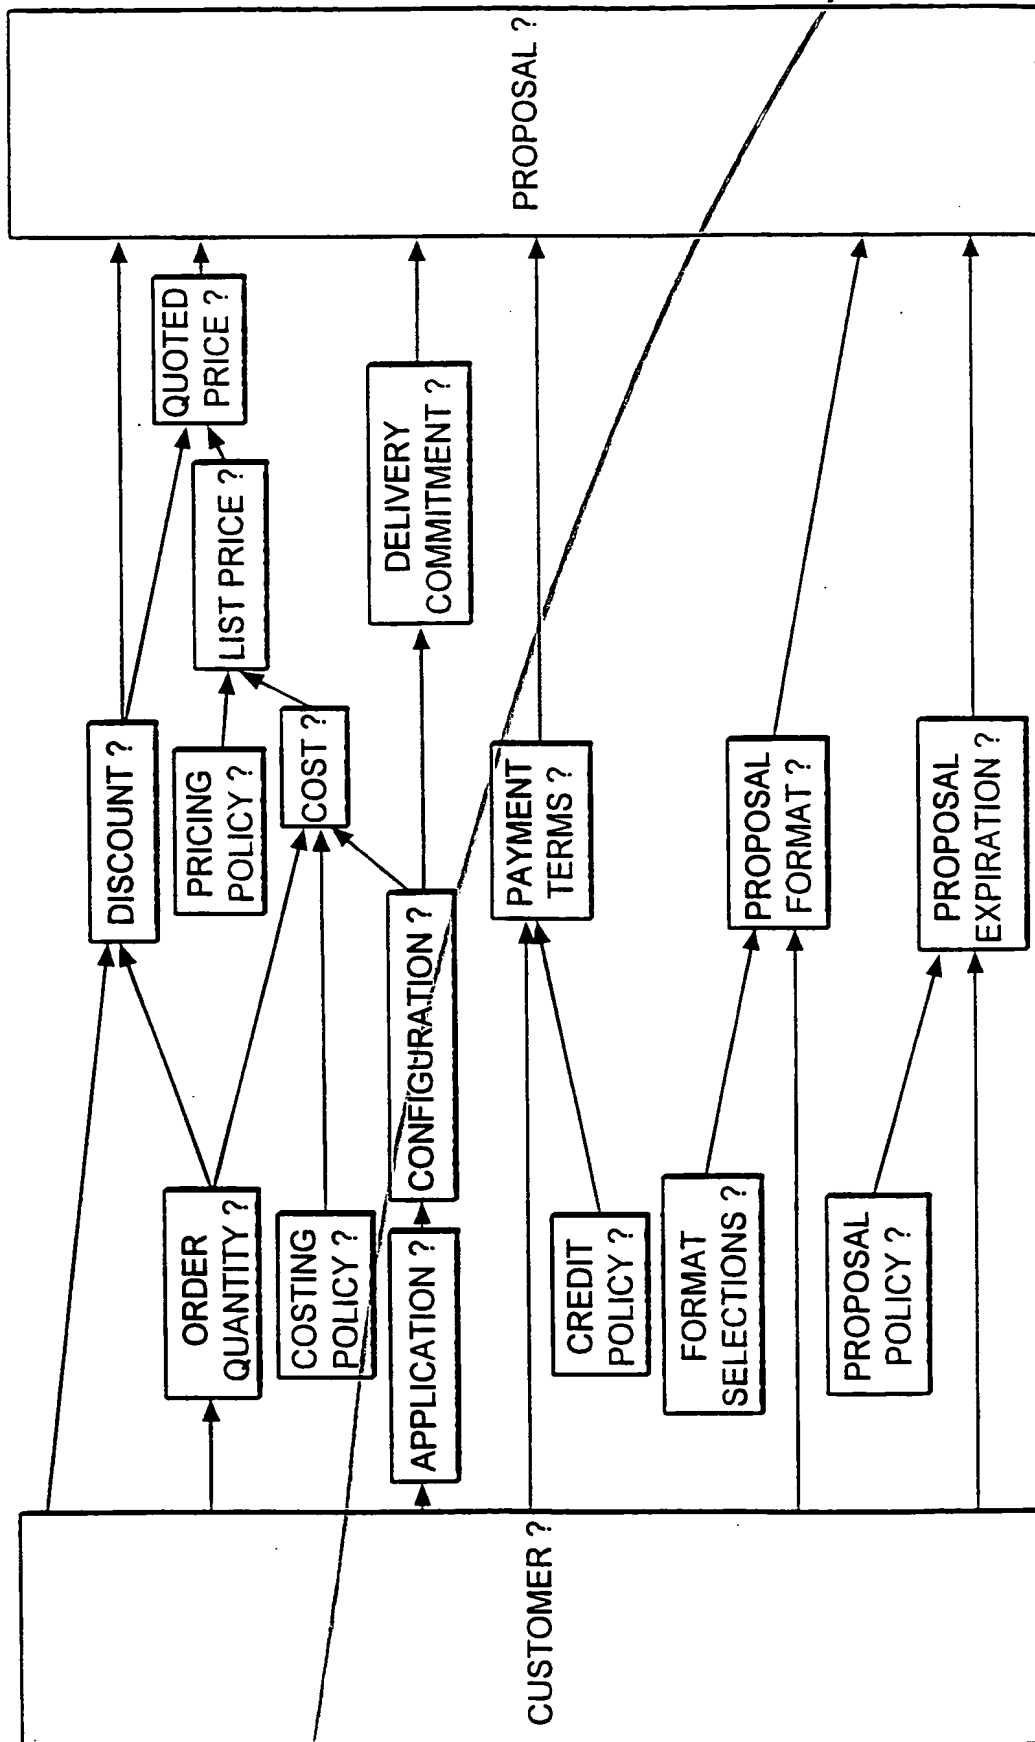 CUSTOMER ?
ORDER
QUANTITY ?
COSTING
POLICY ?
APPLICATION ?
CREDIT
POLICY ?
FORMAT
SELECTIONS ?
PROPOSAL
POLICY ?
CONFIGURATION ?
DISCOUNT ?
PRICING
POLICY ?
COST ?
PAYMENT
TERMS ?
PROPOSAL
FORMAT ?
PROPOSAL
EXPIRATION ?
LIST PRICE ?
DELIVERY
COMMITMENT ?
QUOTED
PRICE ?
PROPOSAL ?